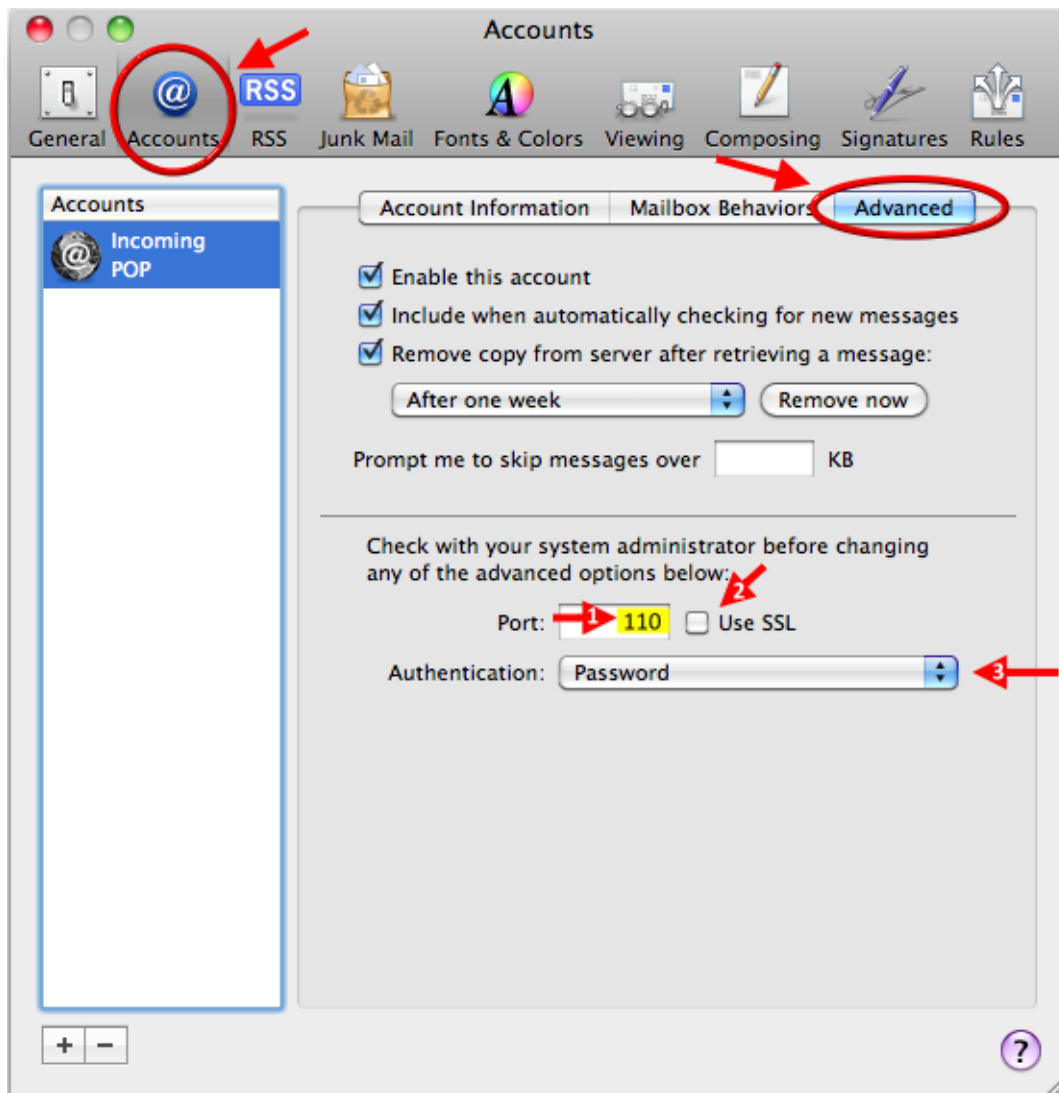 Accounts
General Accounts RSS Junk Mail Fonts & Colors Viewing Composing Signatures Rules
RSS
Accounts
Incoming
POP
Account Information Mailbox Behaviors Advanced
Enable this account
Include when automatically checking for new messages
Remove copy from server after retrieving a message:
After one week Remove now
Prompt me to skip messages over KB
Check with your system administrator before changing
any of the advanced options below:
2
Port: 1 110 Use SSL
Authentication: Password 3
+ − ?